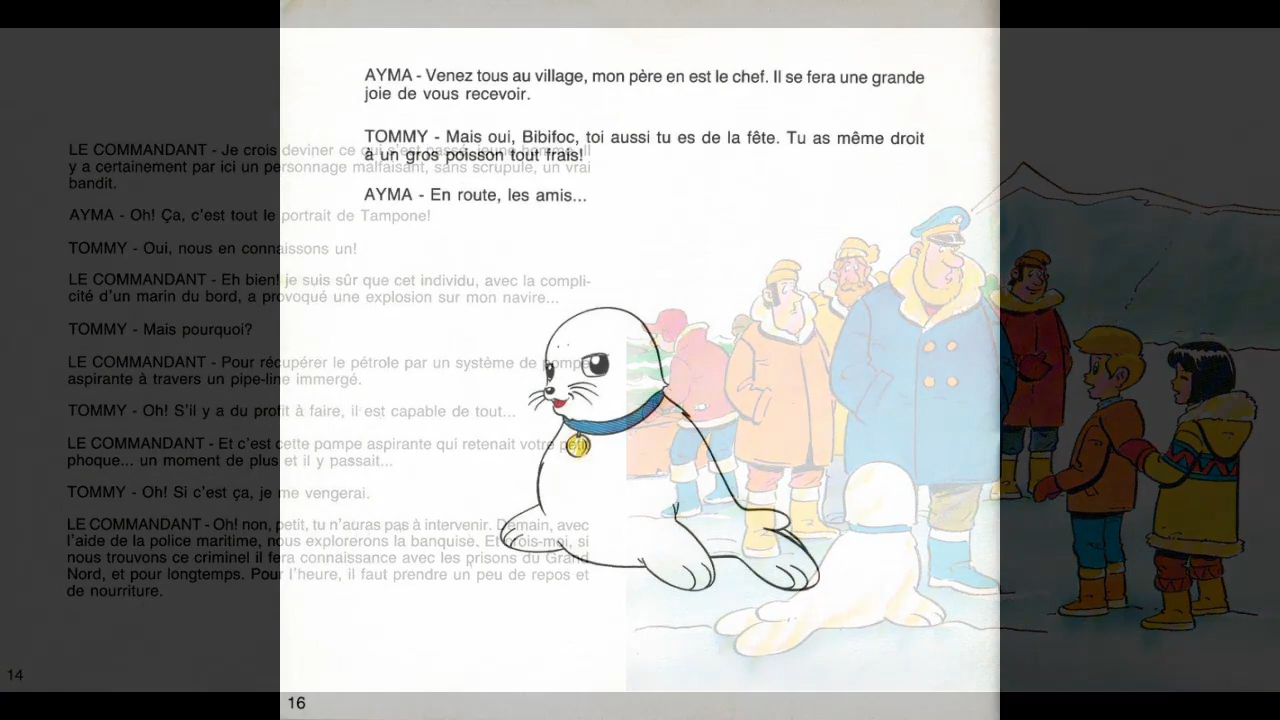 AYMA - Venez tous au village, mon père en est le chef. Il se fera une grande
joie de vous recevoir.
TOMMY - Mais oui, Bibifoc, toi aussi tu es de la fête. Tu as même droit
à un gros poisson tout frais!
AYMA - En route, les amis...
16
LE COMMANDANT - Je crois deviner ce qui s'est passé, jeune homme. Il
y a certainement par ici un personnage malfaisant, sans scrupule, un vrai
bandit.
AYMA - Oh! Ça, c'est tout le portrait de Tampone!
TOMMY - Oui, nous en connaissons un!
LE COMMANDANT - Eh bien! je suis sûr que cet individu, avec la compli-
cité d'un marin du bord, a provoqué une explosion sur mon navire...
TOMMY - Mais pourquoi?
LE COMMANDANT - Pour récupérer le pétrole par un système de pompe
aspirante à travers un pipe-line immergé.
TOMMY - Oh! S'il y a du profit à faire, il est capable de tout...
LE COMMANDANT - Et c'est cette pompe aspirante qui retenait votre petit
phoque... un moment de plus et il y passait...
TOMMY - Oh! Si c'est ça, je me vengerai.
LE COMMANDANT - Oh! non, petit, tu n'auras pas à intervenir. Demain, avec
l'aide de la police maritime, nous explorerons la banquise. Et crois-moi, si
nous trouvons ce criminel il fera connaissance avec les prisons du Grand
Nord, et pour longtemps. Pour l'heure, il faut prendre un peu de repos et
de nourriture.
14